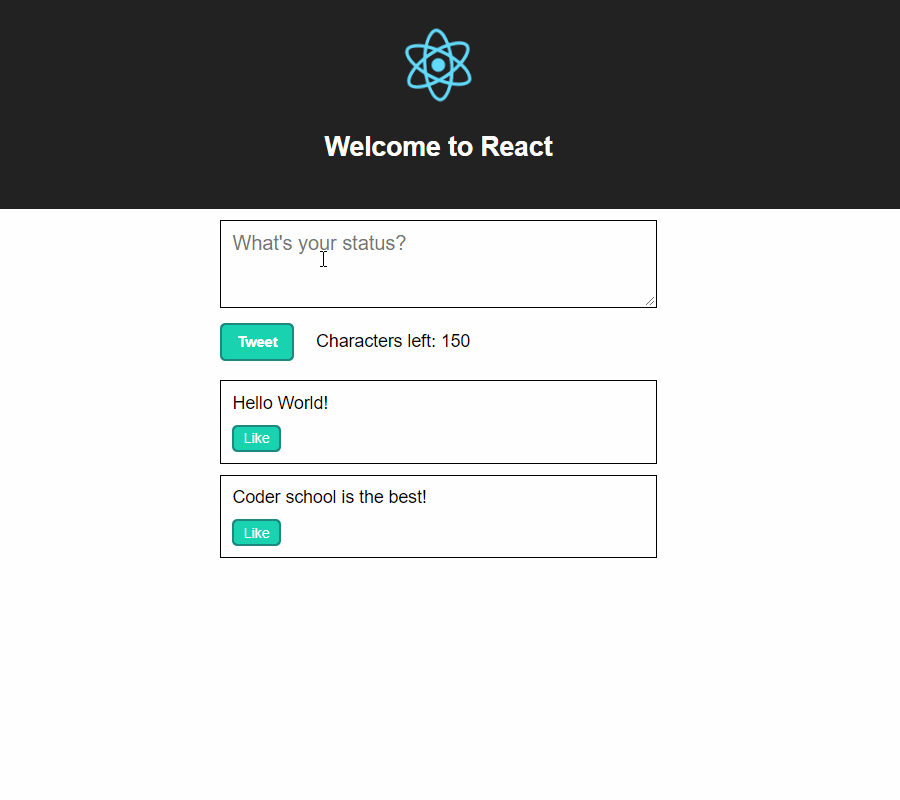 Welcome to React
What's your status?
Tweet
Characters left: 150
Hello World!
Like
Coder school is the best!
Like